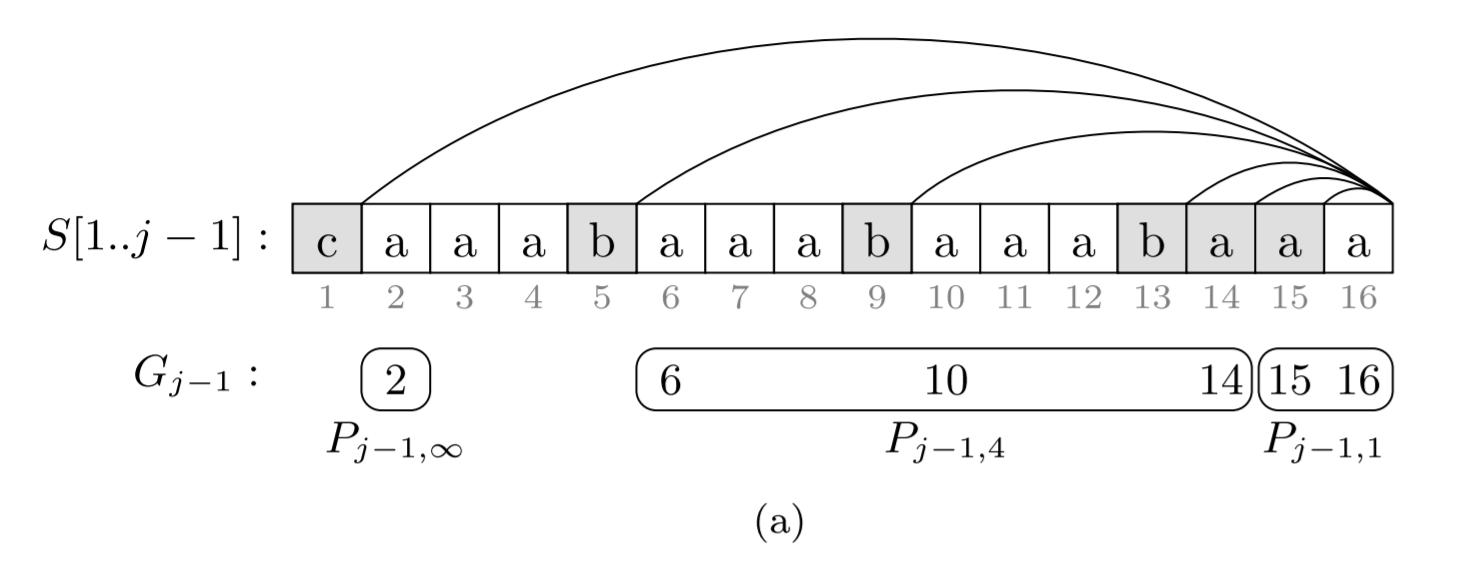 S[1..j − 1] : c a a a b a a a b a a a b a a a
1 2 3 4 5 6 7 8 9 10 11 12 13 14 15 16
G_{j−1} : 2 6 10 14 15 16
P_{j−1,∞} P_{j−1,4} P_{j−1,1}
(a)